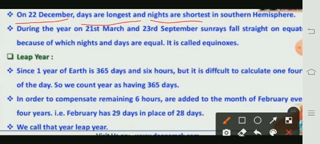 On 22 December, days are longest and nights are shortest in southern Hemisphere.
During the year on 21st March and 23rd September sunrays fall straight on equat
because of which nights and days are equal. It is called equinoxes.
Leap Year :
Since 1 year of Earth is 365 days and six hours, but it is difficult to calculate one four
of the day. So we count year as having 365 days.
In order to compensate remaining 6 hours, are added to the month of February eve
four years. i.e. February has 29 days in place of 28 days.
We call that year leap year.